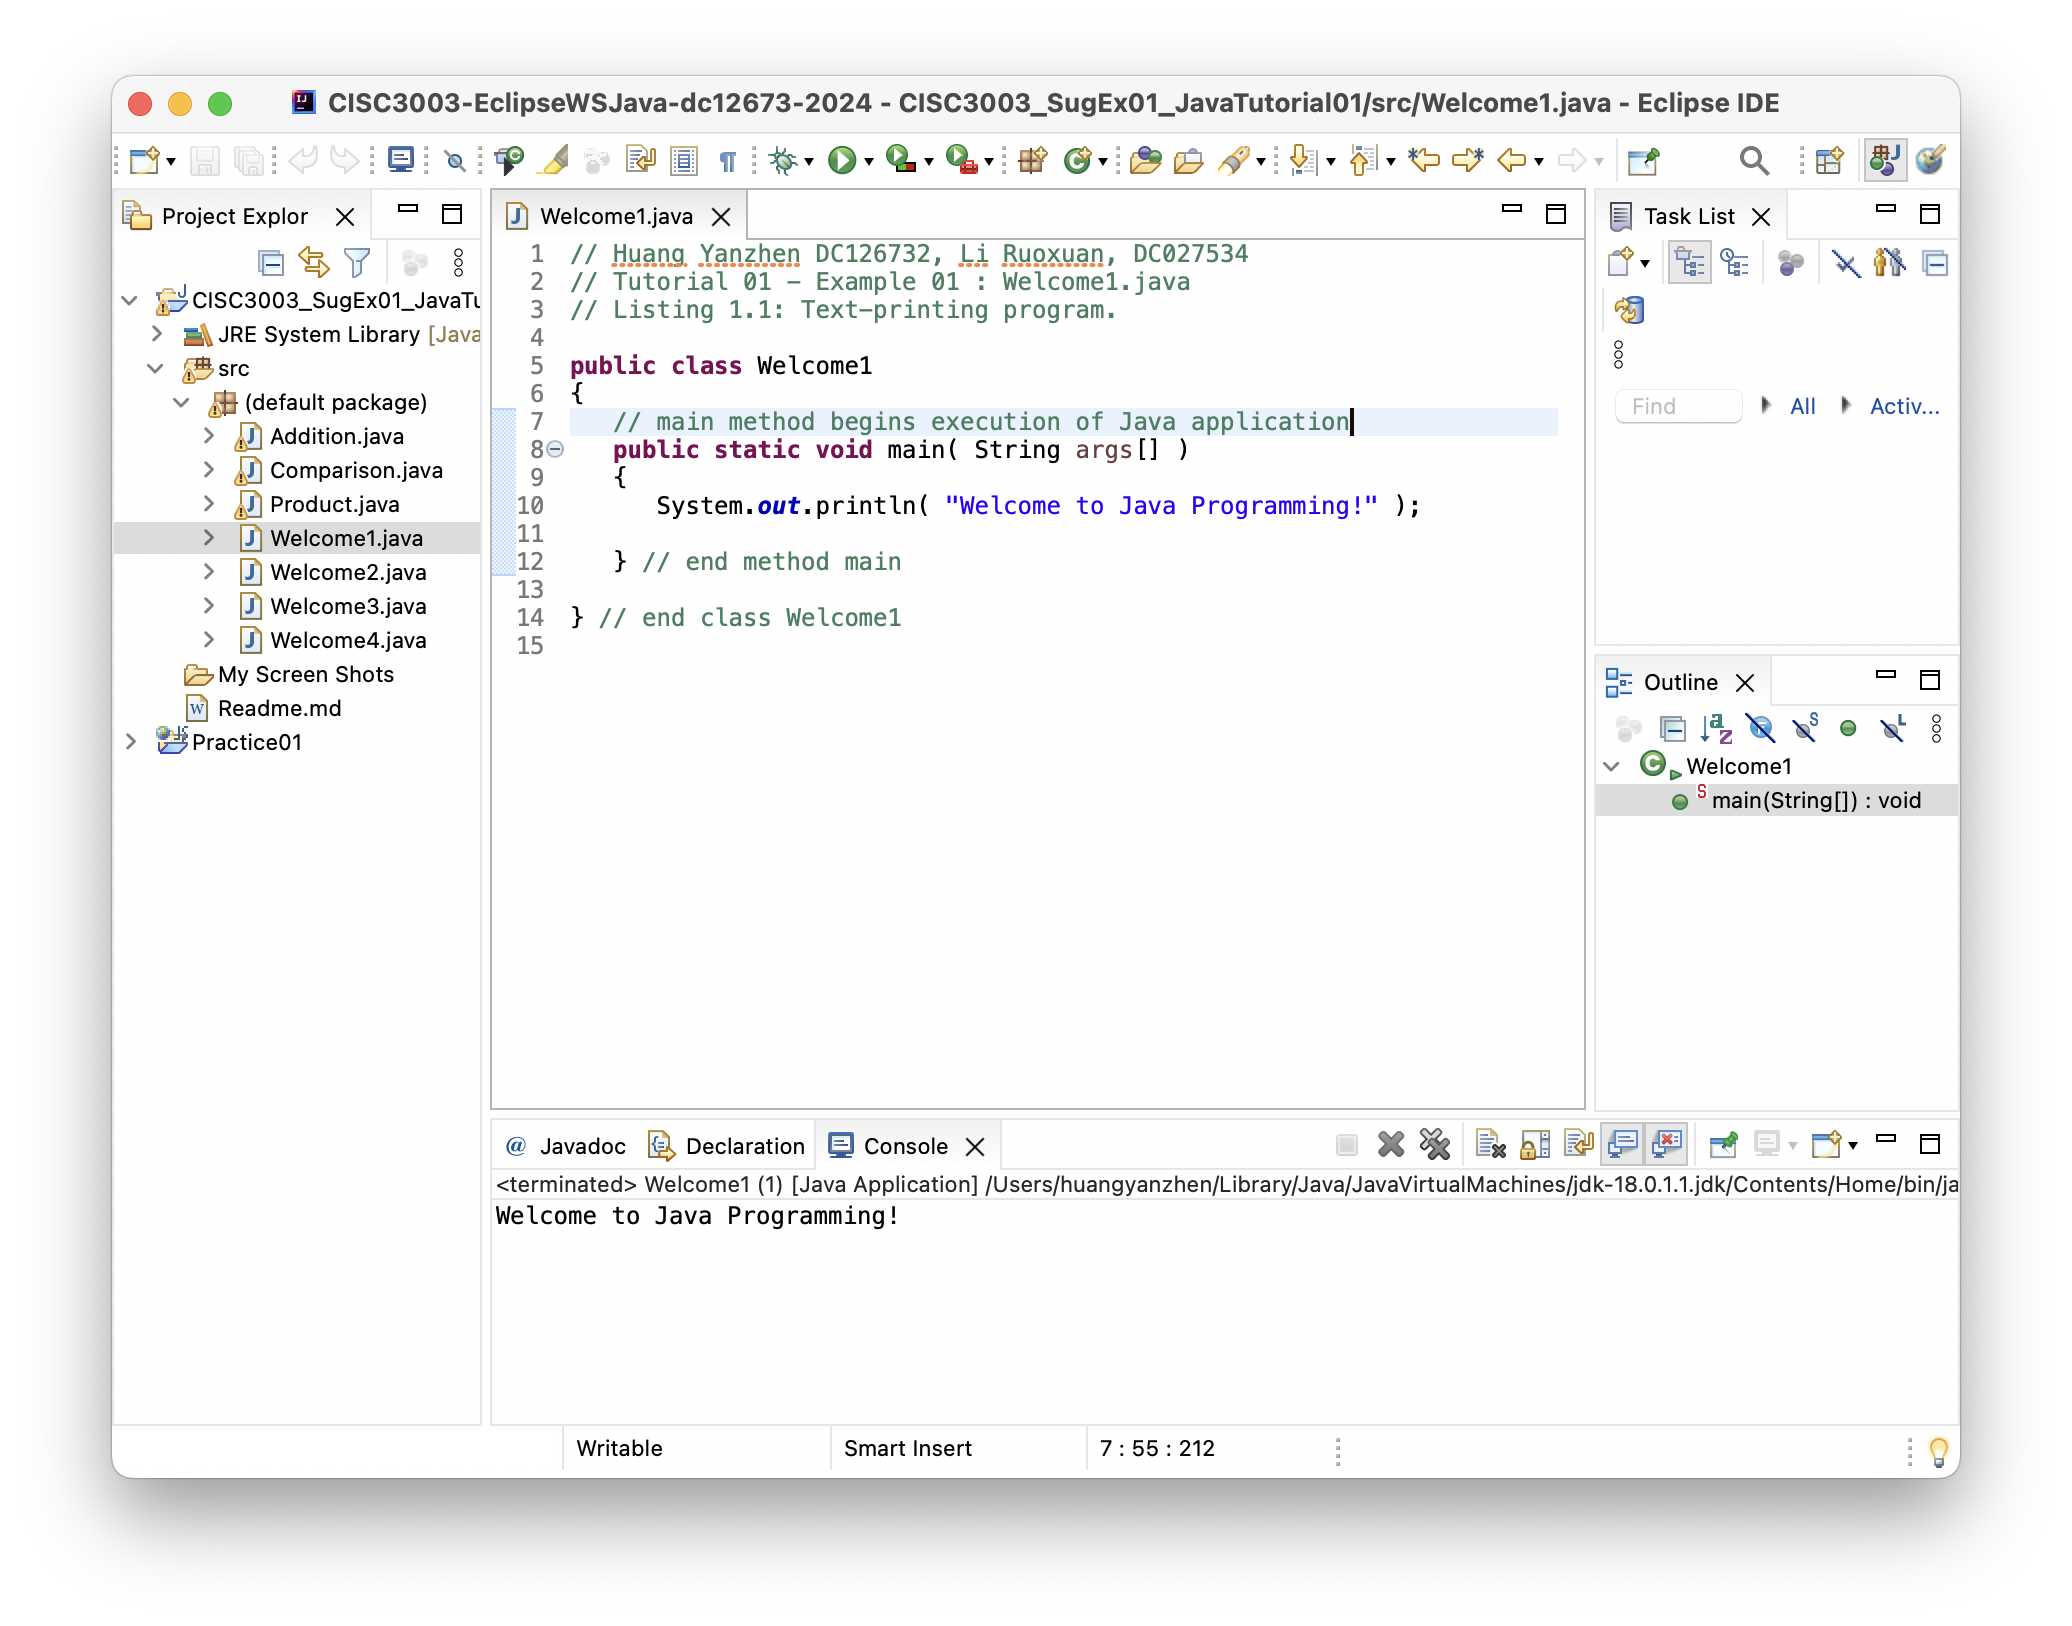 CISC3003-EclipseWSJava-dc12673-2024 - CISC3003_SugEx01_JavaTutorial01/src/Welcome1.java - Eclipse IDE
Project Explor
CISC3003_SugEx01_JavaTu
JRE System Library [Java
src
(default package)
Addition.java
Comparison.java
Product.java
Welcome1.java
Welcome2.java
Welcome3.java
Welcome4.java
My Screen Shots
Readme.md
Practice01
Welcome1.java
1 // Huang Yanzhen DC126732, Li Ruoxuan, DC027534
2 // Tutorial 01 - Example 01 : Welcome1.java
3 // Listing 1.1: Text-printing program.
4
5 public class Welcome1
6 {
7 // main method begins execution of Java application
8 public static void main( String args[] )
9 {
10 System.out.println( "Welcome to Java Programming!" );
11
12 } // end method main
13
14 } // end class Welcome1
15
Task List
Find All Activ...
Outline
Welcome1
main(String[]) : void
@ Javadoc Declaration Console
<terminated> Welcome1 (1) [Java Application] /Users/huangyanzhen/Library/Java/JavaVirtualMachines/jdk-18.0.1.1.jdk/Contents/Home/bin/ja
Welcome to Java Programming!
Writable Smart Insert 7 : 55 : 212